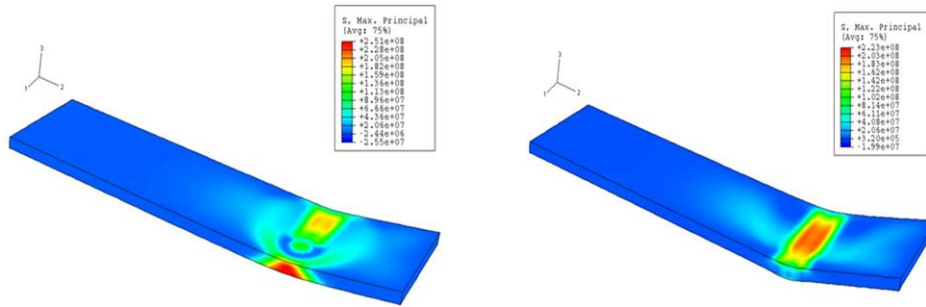 S, Max. Principal
(Avg: 75%)
+2.51e+08
+2.28e+08
+2.05e+08
+1.82e+08
+1.59e+08
+1.36e+08
+1.13e+08
+8.96e+07
+6.66e+07
+4.36e+07
+2.06e+07
-2.44e+06
-2.55e+07
3
1
2
S, Max. Principal
(Avg: 75%)
+2.23e+08
+2.03e+08
+1.83e+08
+1.62e+08
+1.42e+08
+1.22e+08
+1.02e+08
+8.14e+07
+6.11e+07
+4.08e+07
+2.06e+07
+3.20e+05
-1.99e+07
3
1
2